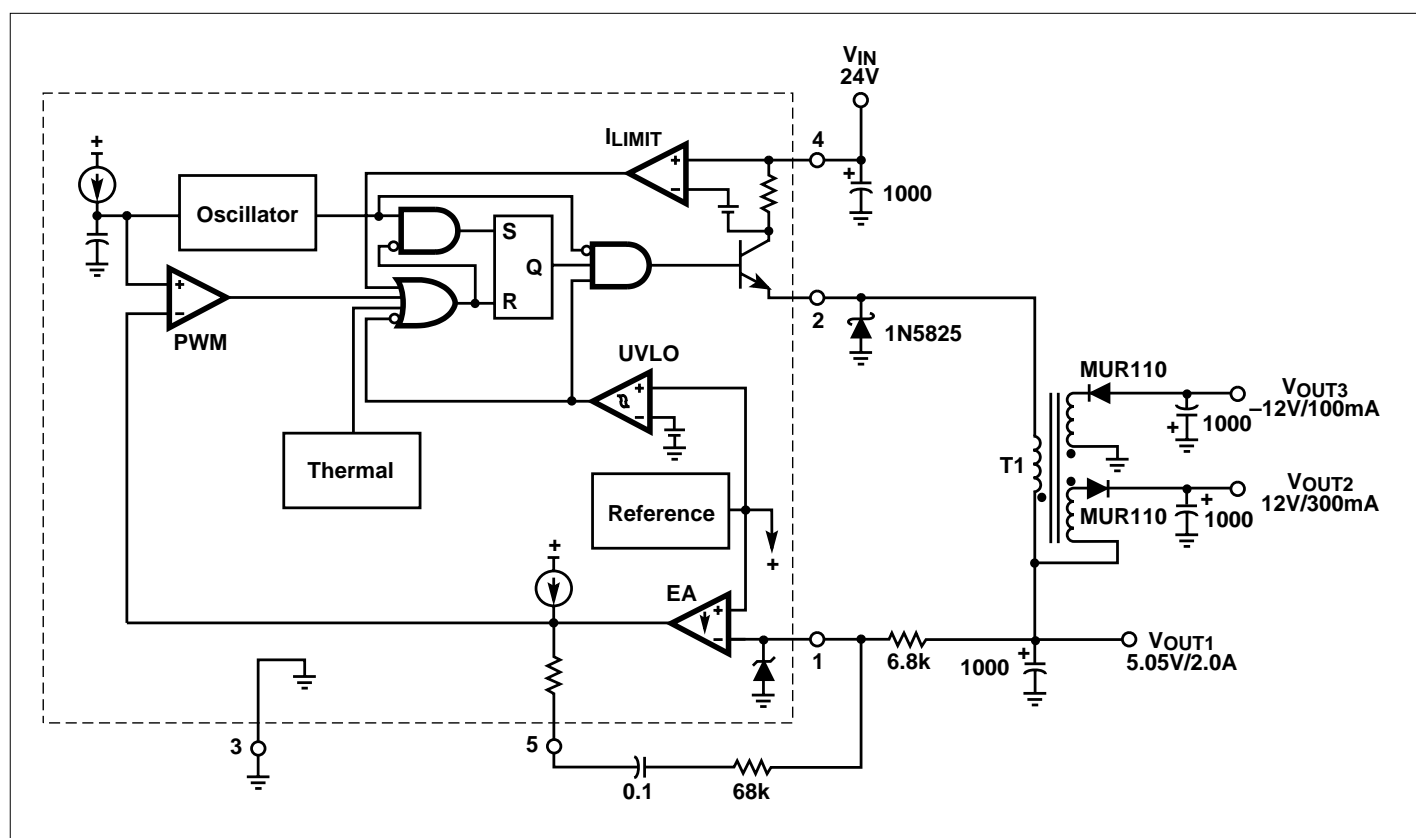 VIN
24V
ILIMIT
4
+
+
–
+
1000
Oscillator
S
Q
R
+
–
PWM
2
1N5825
UVLO
+
–
MUR110
VOUT3
–12V/100mA
1000
+
T1
Thermal
VOUT2
12V/300mA
+
1000
MUR110
Reference
+
+
EA
+
–
1
6.8k
1000
+
VOUT1
5.05V/2.0A
3
5
0.1
68k